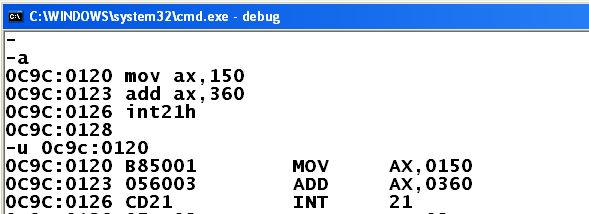 C:\WINDOWS\system32\cmd.exe - debug
-
-a
0C9C:0120 mov ax,150
0C9C:0123 add ax,360
0C9C:0126 int21h
0C9C:0128
-u 0c9c:0120
0C9C:0120 B85001 MOV AX,0150
0C9C:0123 056003 ADD AX,0360
0C9C:0126 CD21 INT 21